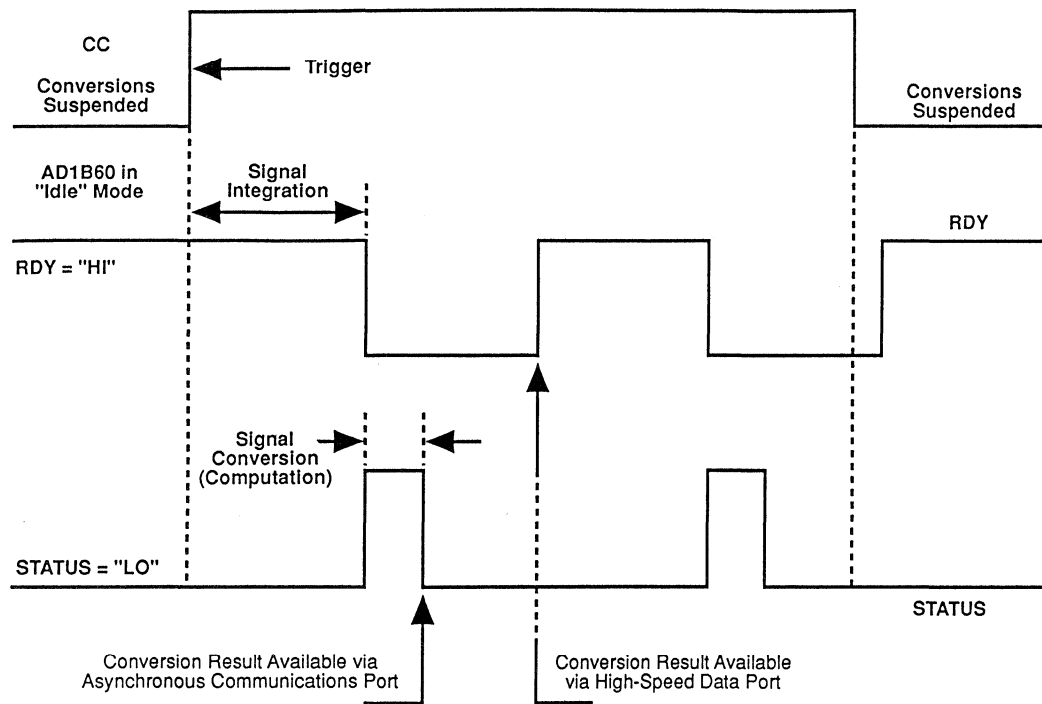 CC
Trigger
Conversions
Suspended
Conversions
Suspended
AD1B60 in
"Idle" Mode
Signal
Integration
RDY
RDY = "HI"
Signal
Conversion
(Computation)
STATUS = "LO"
STATUS
Conversion Result Available via
Asynchronous Communications Port
Conversion Result Available
via High-Speed Data Port